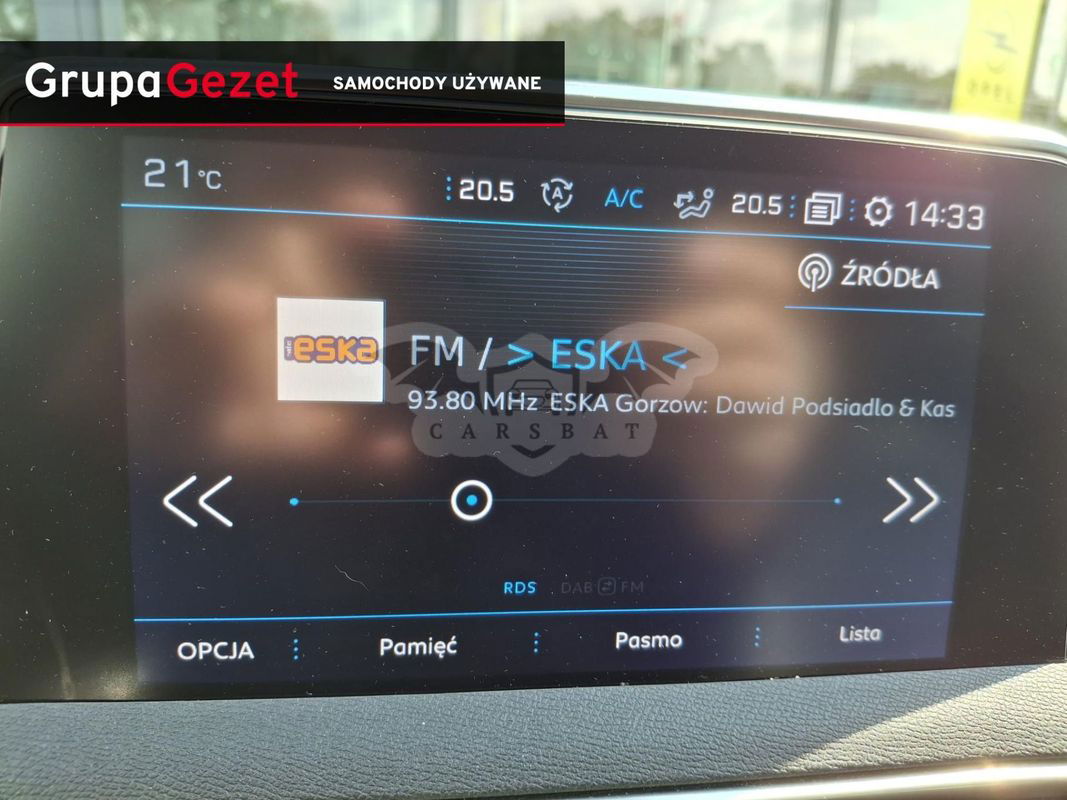 GrupaGezet SAMOCHODY UŻYWANE
OPEL
21°C 20.5 A A/C 20.5 14:33
ŹRÓDŁA
eska
FM / > ESKA <
93.80 MHz ESKA Gorzow: Dawid Podsiadlo & Kas
CARSBAT
RDS DAB FM
OPCJA Pamięć Pasmo Lista